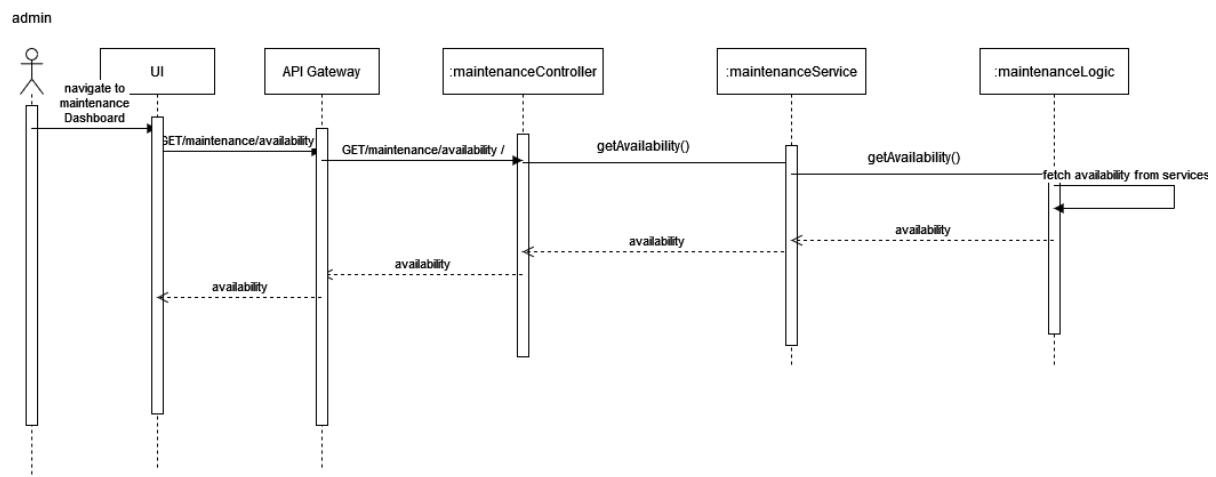 admin
UI
API Gateway
:maintenanceController
:maintenanceService
:maintenanceLogic
navigate to
maintenance
Dashboard
GET/maintenance/availability
GET/maintenance/availability /
getAvailability()
getAvailability()
fetch availability from services
availability
availability
availability
availability